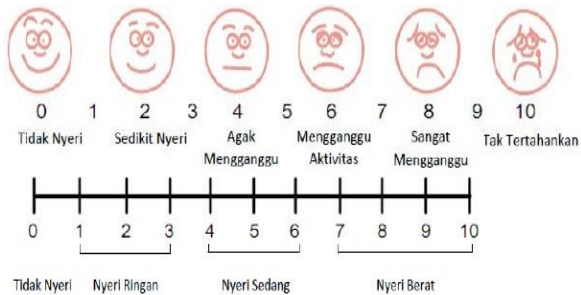 0 1 2 3 4 5 6 7 8 9 10
Tidak Nyeri Sedikit Nyeri Agak Mengganggu Mengganggu Aktivitas Sangat Mengganggu Tak Tertahankan
0 1 2 3 4 5 6 7 8 9 10
Tidak Nyeri Nyeri Ringan Nyeri Sedang Nyeri Berat